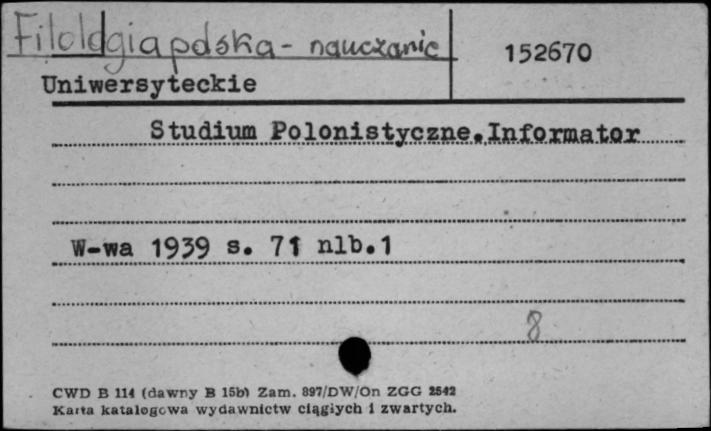 Filologia polska - nauczanie
152670
Uniwersyteckie
Studium Polonistyczne.Informator
W-wa 1939 s. 71 nlb.1
8
CWD B 114 (dawny B 15b) Zam. 897/DW/On ZGG 2542
Karta katalogowa wydawnictw ciągłych i zwartych.